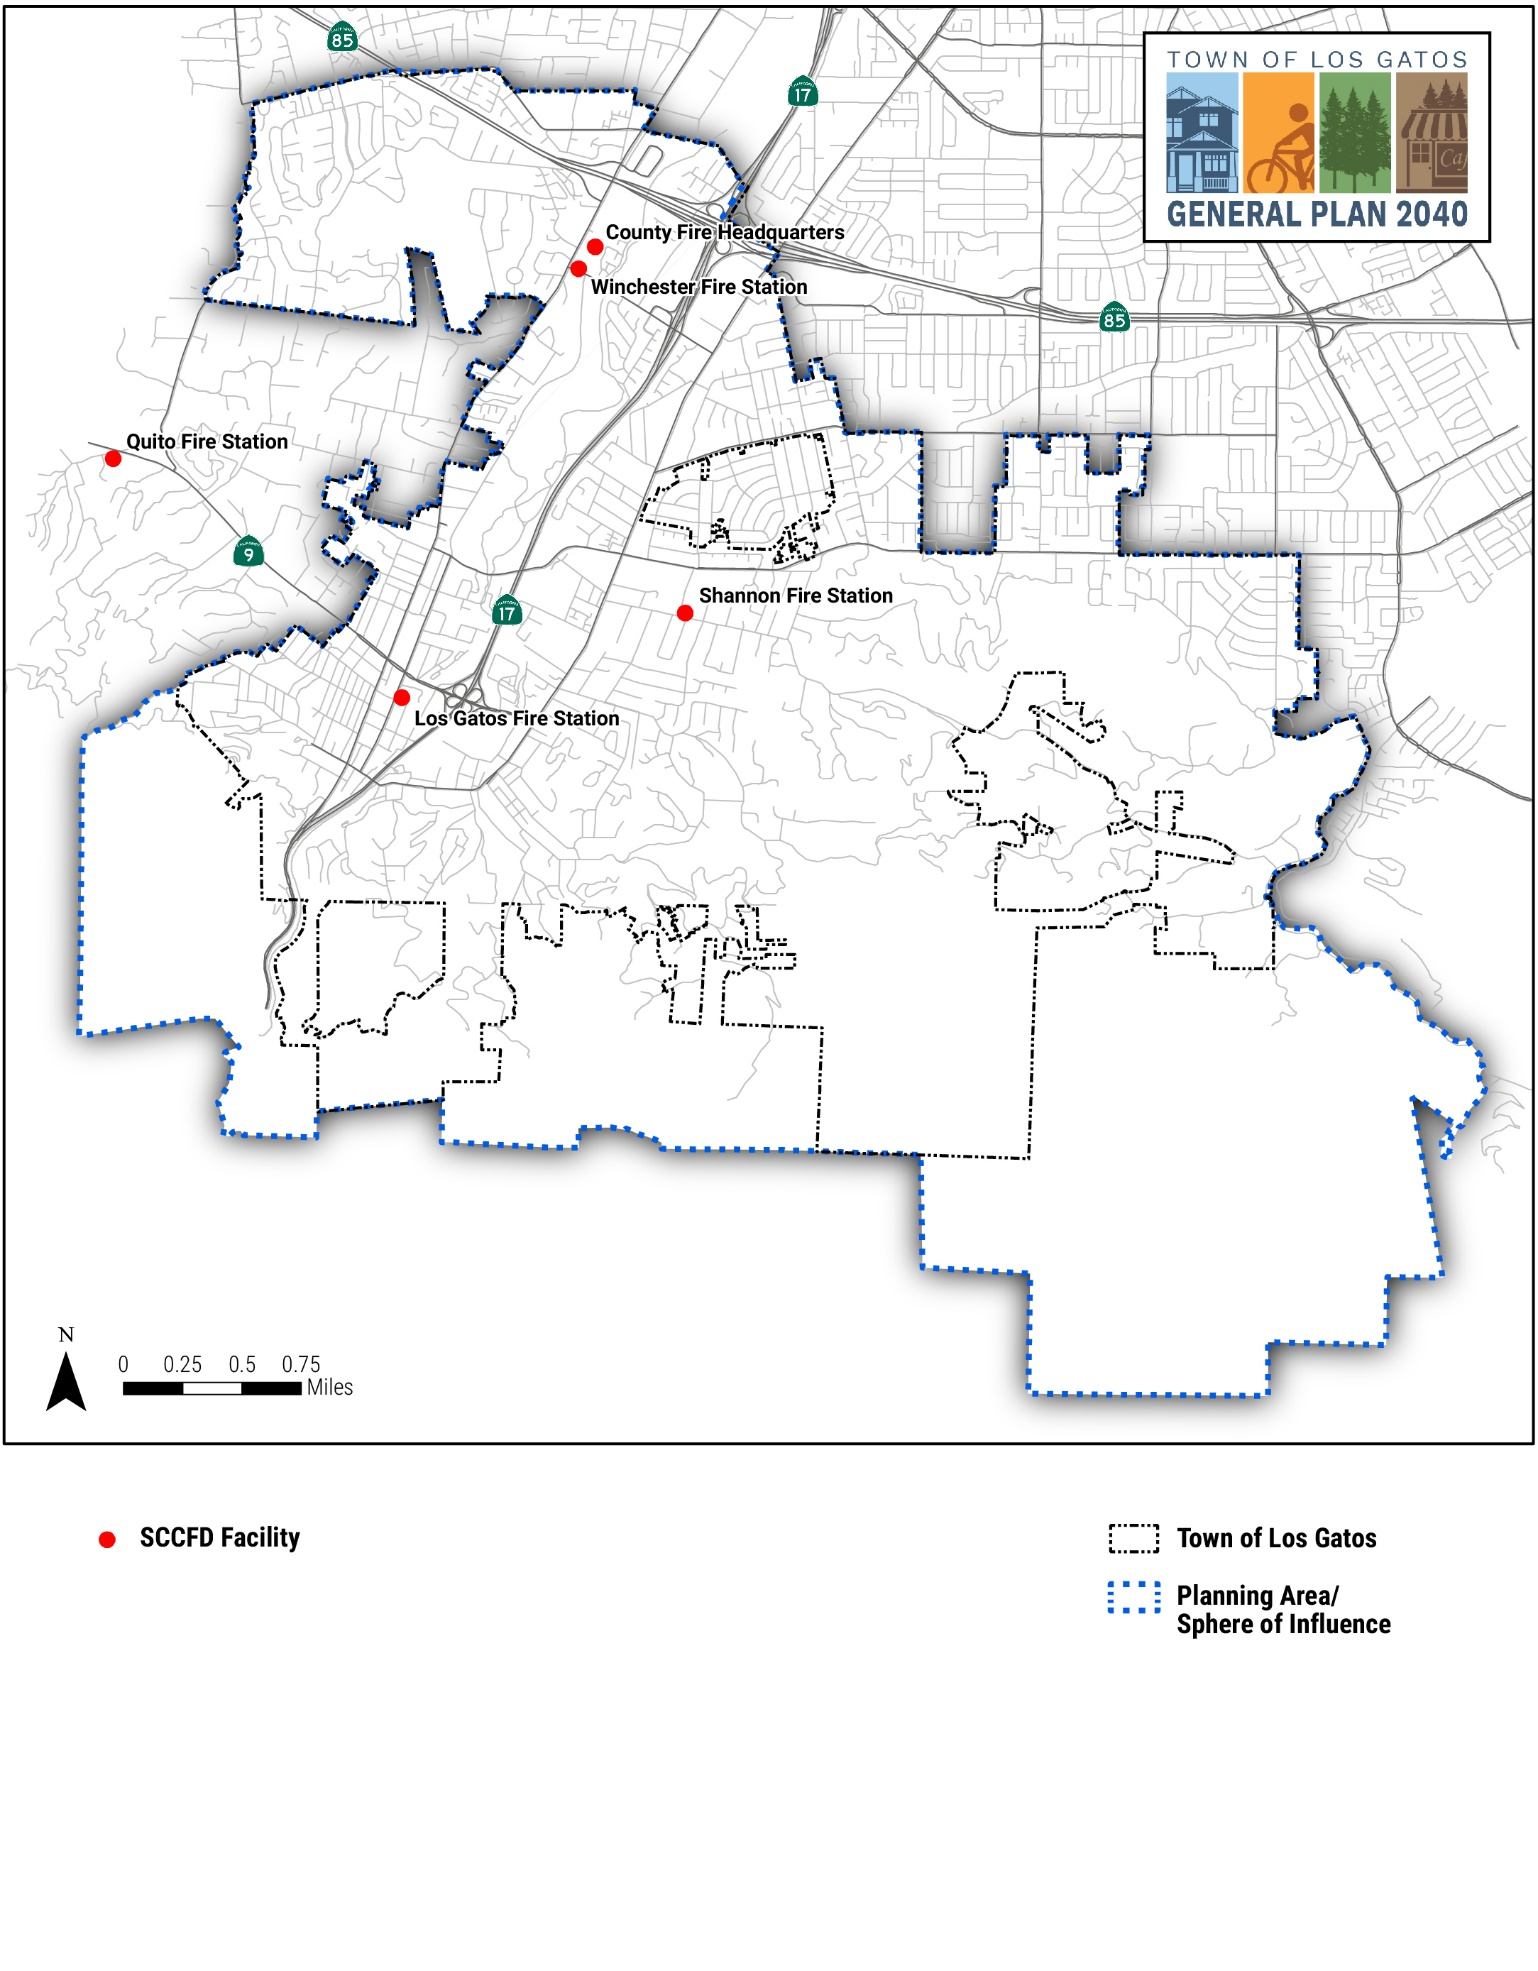 85
17
TOWN OF LOS GATOS
Caf
GENERAL PLAN 2040
County Fire Headquarters
Winchester Fire Station
85
Quito Fire Station
9
17
Shannon Fire Station
Los Gatos Fire Station
N
0 0.25 0.5 0.75
Miles
SCCFD Facility
Town of Los Gatos
Planning Area/
Sphere of Influence